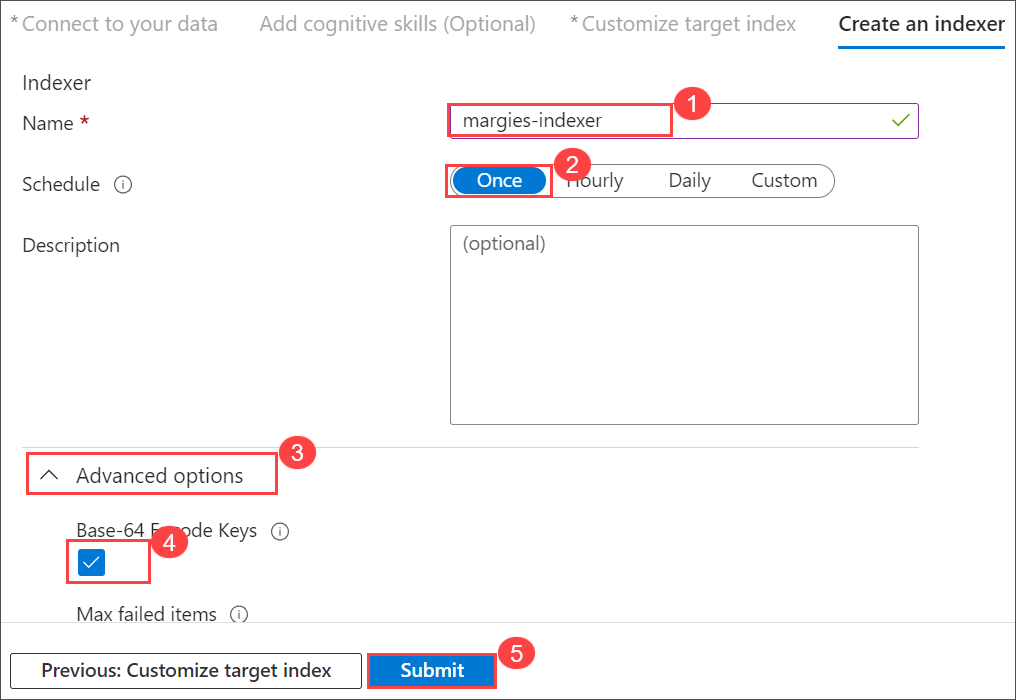 * Connect to your data Add cognitive skills (Optional) * Customize target index Create an indexer
Indexer
Name * margies-indexer 1
Schedule Once 2 Hourly Daily Custom
Description (optional)
Advanced options 3
Base-64 Encode Keys
4
Max failed items
Previous: Customize target index Submit 5